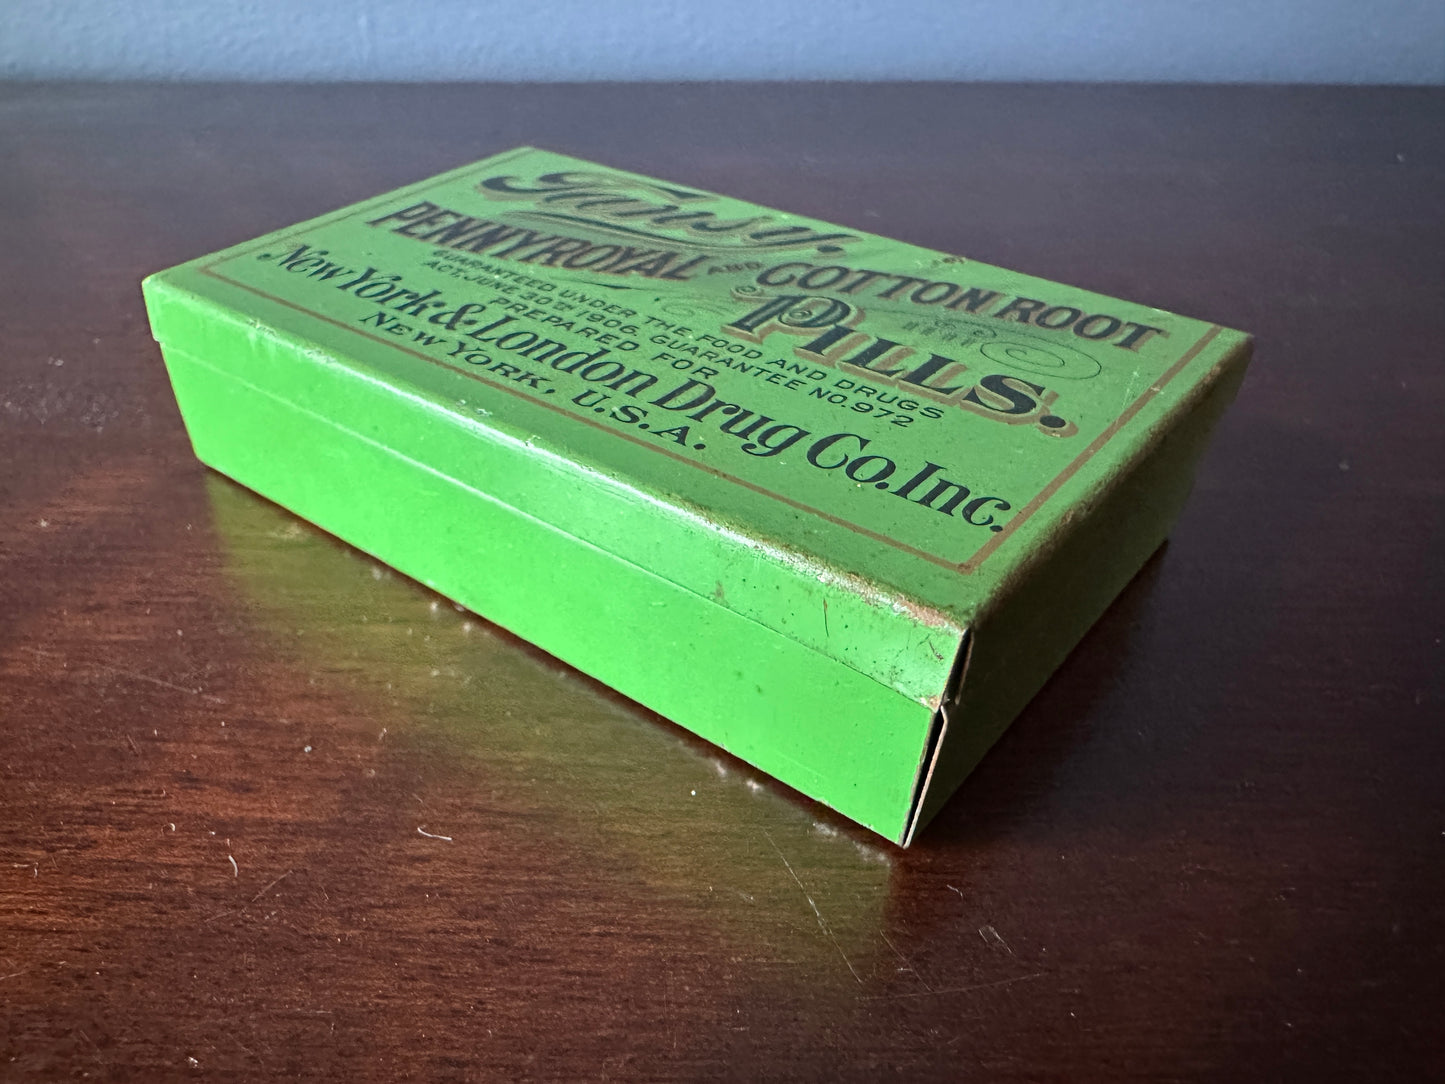 Tansy.
PENNYROYAL AND COTTON ROOT
PILLS.
GUARANTEED UNDER THE FOOD AND DRUGS
ACT, JUNE 30TH 1906. GUARANTEE NO. 972
PREPARED FOR
New York & London Drug Co. Inc.
NEW YORK, U.S.A.